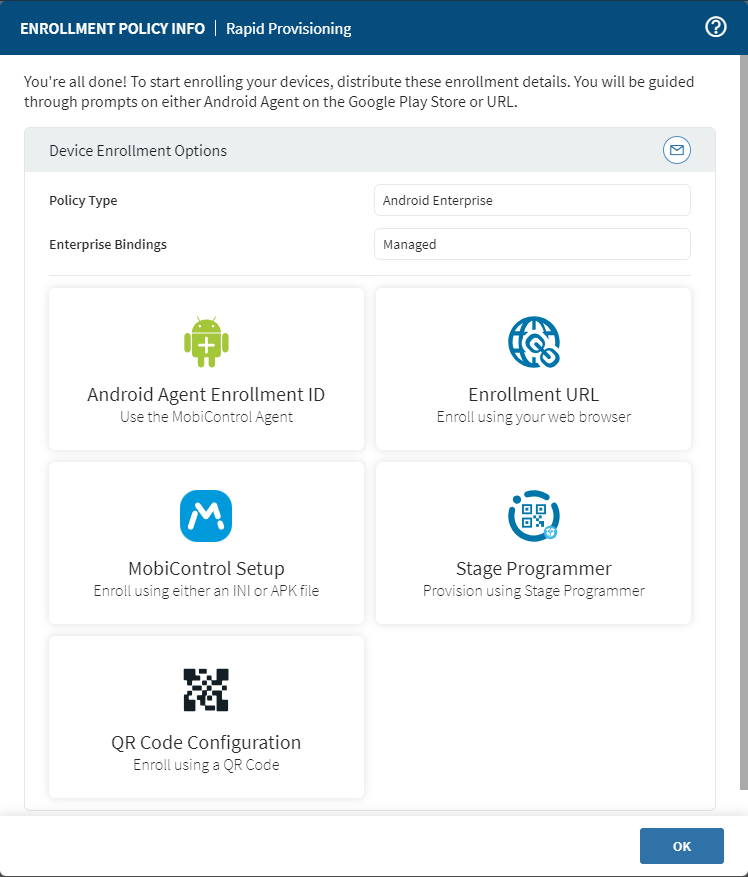 ENROLLMENT POLICY INFO | Rapid Provisioning
You're all done! To start enrolling your devices, distribute these enrollment details. You will be guided
through prompts on either Android Agent on the Google Play Store or URL.
Device Enrollment Options
Policy Type
Android Enterprise
Enterprise Bindings
Managed
Android Agent Enrollment ID
Use the MobiControl Agent
Enrollment URL
Enroll using your web browser
MobiControl Setup
Enroll using either an INI or APK file
Stage Programmer
Provision using Stage Programmer
QR Code Configuration
Enroll using a QR Code
OK